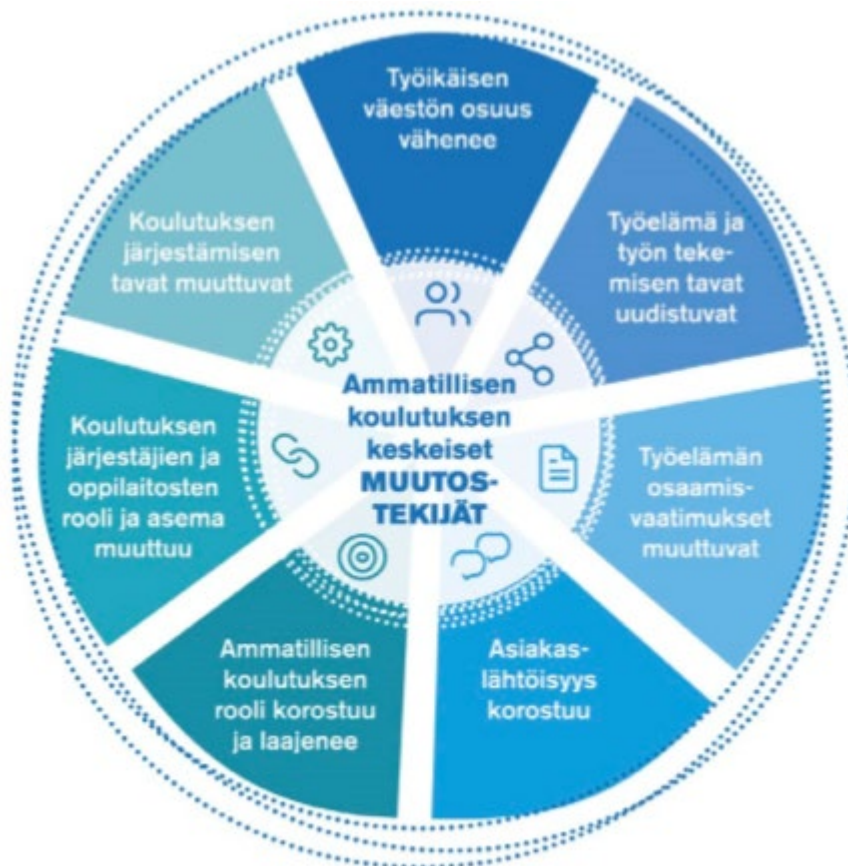 Työikäisen
väestön osuus
vähenee
Työelämä ja
työn teke-
misen tavat
uudistuvat
Työelämän
osaamis-
vaatimukset
muuttuvat
Asiakas-
lähtöisyys
korostuu
Ammatillisen
koulutuksen
rooli korostuu
ja laajenee
Koulutuksen
järjestäjien ja
oppilaitosten
rooli ja asema
muuttuu
Koulutuksen
järjestämisen
tavat muuttuvat
Ammatillisen
koulutuksen
keskeiset
MUUTOS-
TEKIJÄT